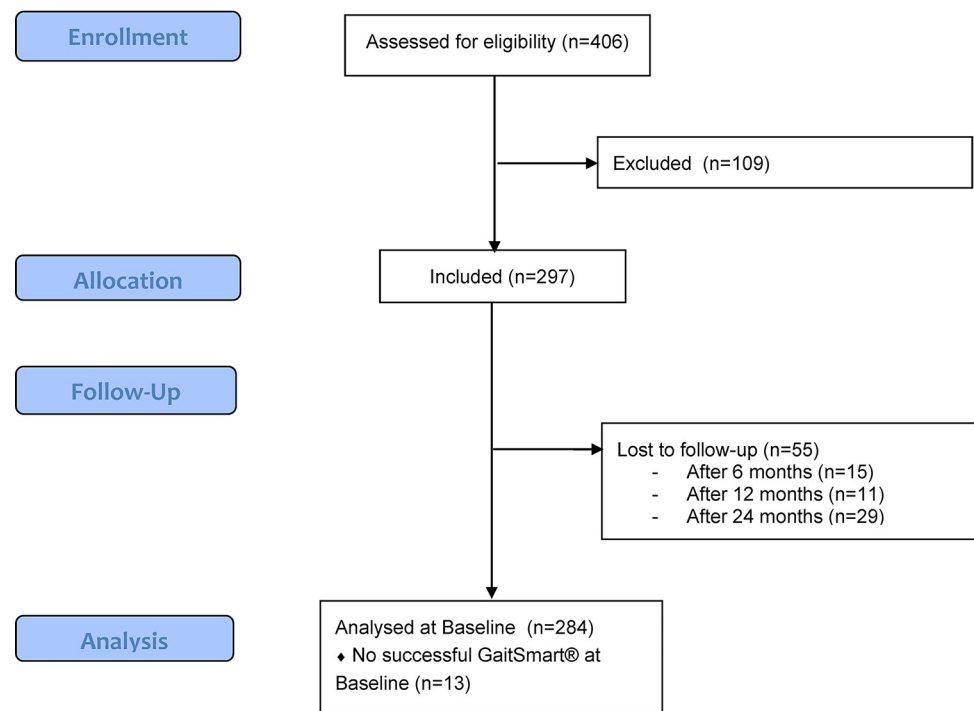 Enrollment
Assessed for eligibility (n=406)
Excluded (n=109)
Allocation
Included (n=297)
Follow-Up
Lost to follow-up (n=55)
- After 6 months (n=15)
- After 12 months (n=11)
- After 24 months (n=29)
Analysis
Analysed at Baseline (n=284)
♦ No successful GaitSmart® at
Baseline (n=13)